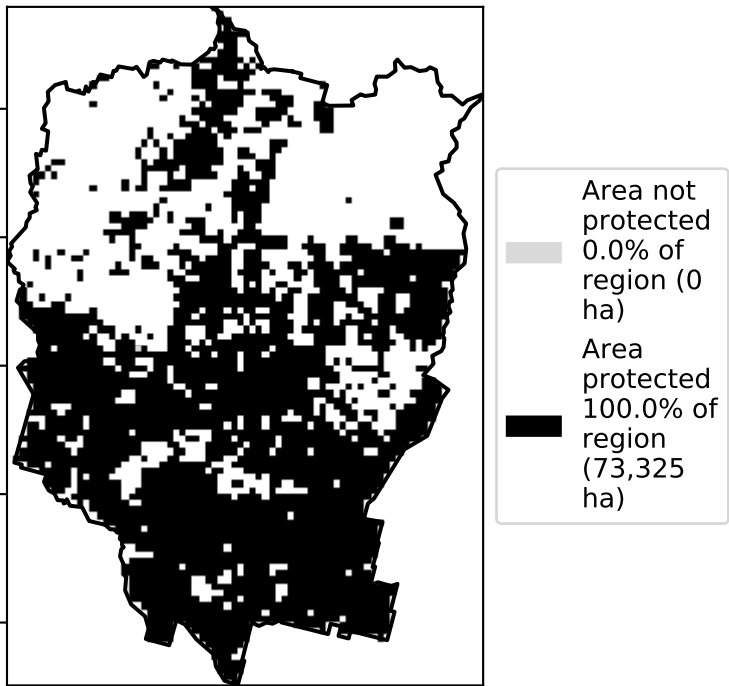 Area not
protected
0.0% of
region (0
ha)
Area
protected
100.0% of
region
(73,325
ha)